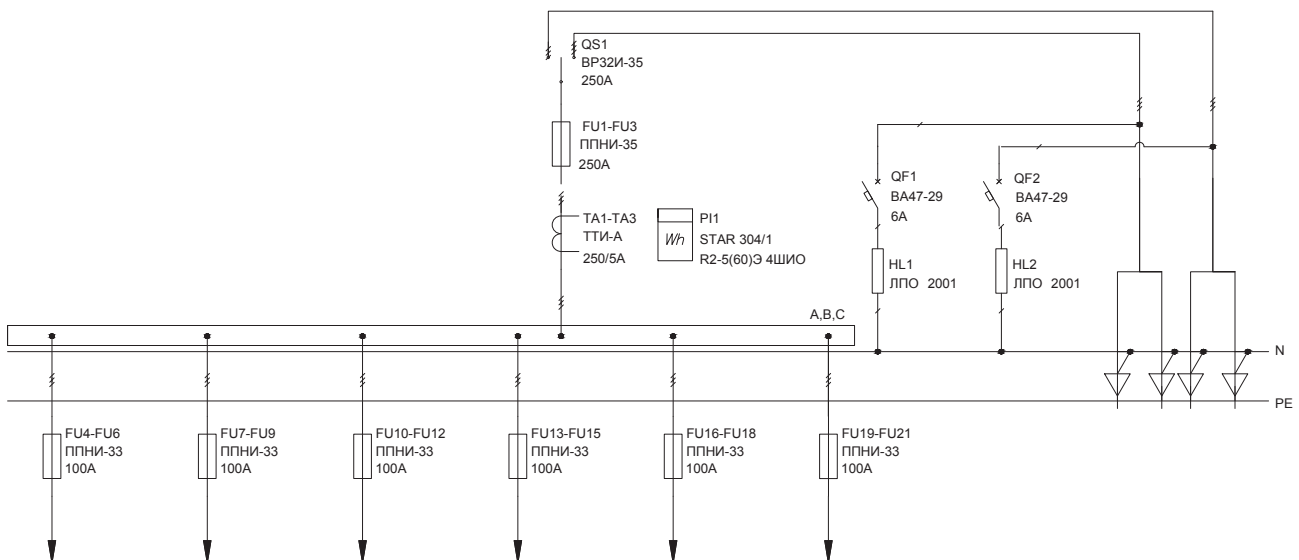 QS1
ВР32И-35
250А
FU1-FU3
ППНИ-35
250А
TA1-TA3
ТТИ-А
250/5А
Wh
PI1
STAR 304/1
R2-5(60)Э 4ШИО
QF1
ВА47-29
6А
QF2
ВА47-29
6А
HL1
ЛПО 2001
HL2
ЛПО 2001
A,B,C
N
PE
FU4-FU6
ППНИ-33
100А
FU7-FU9
ППНИ-33
100А
FU10-FU12
ППНИ-33
100А
FU13-FU15
ППНИ-33
100А
FU16-FU18
ППНИ-33
100А
FU19-FU21
ППНИ-33
100А